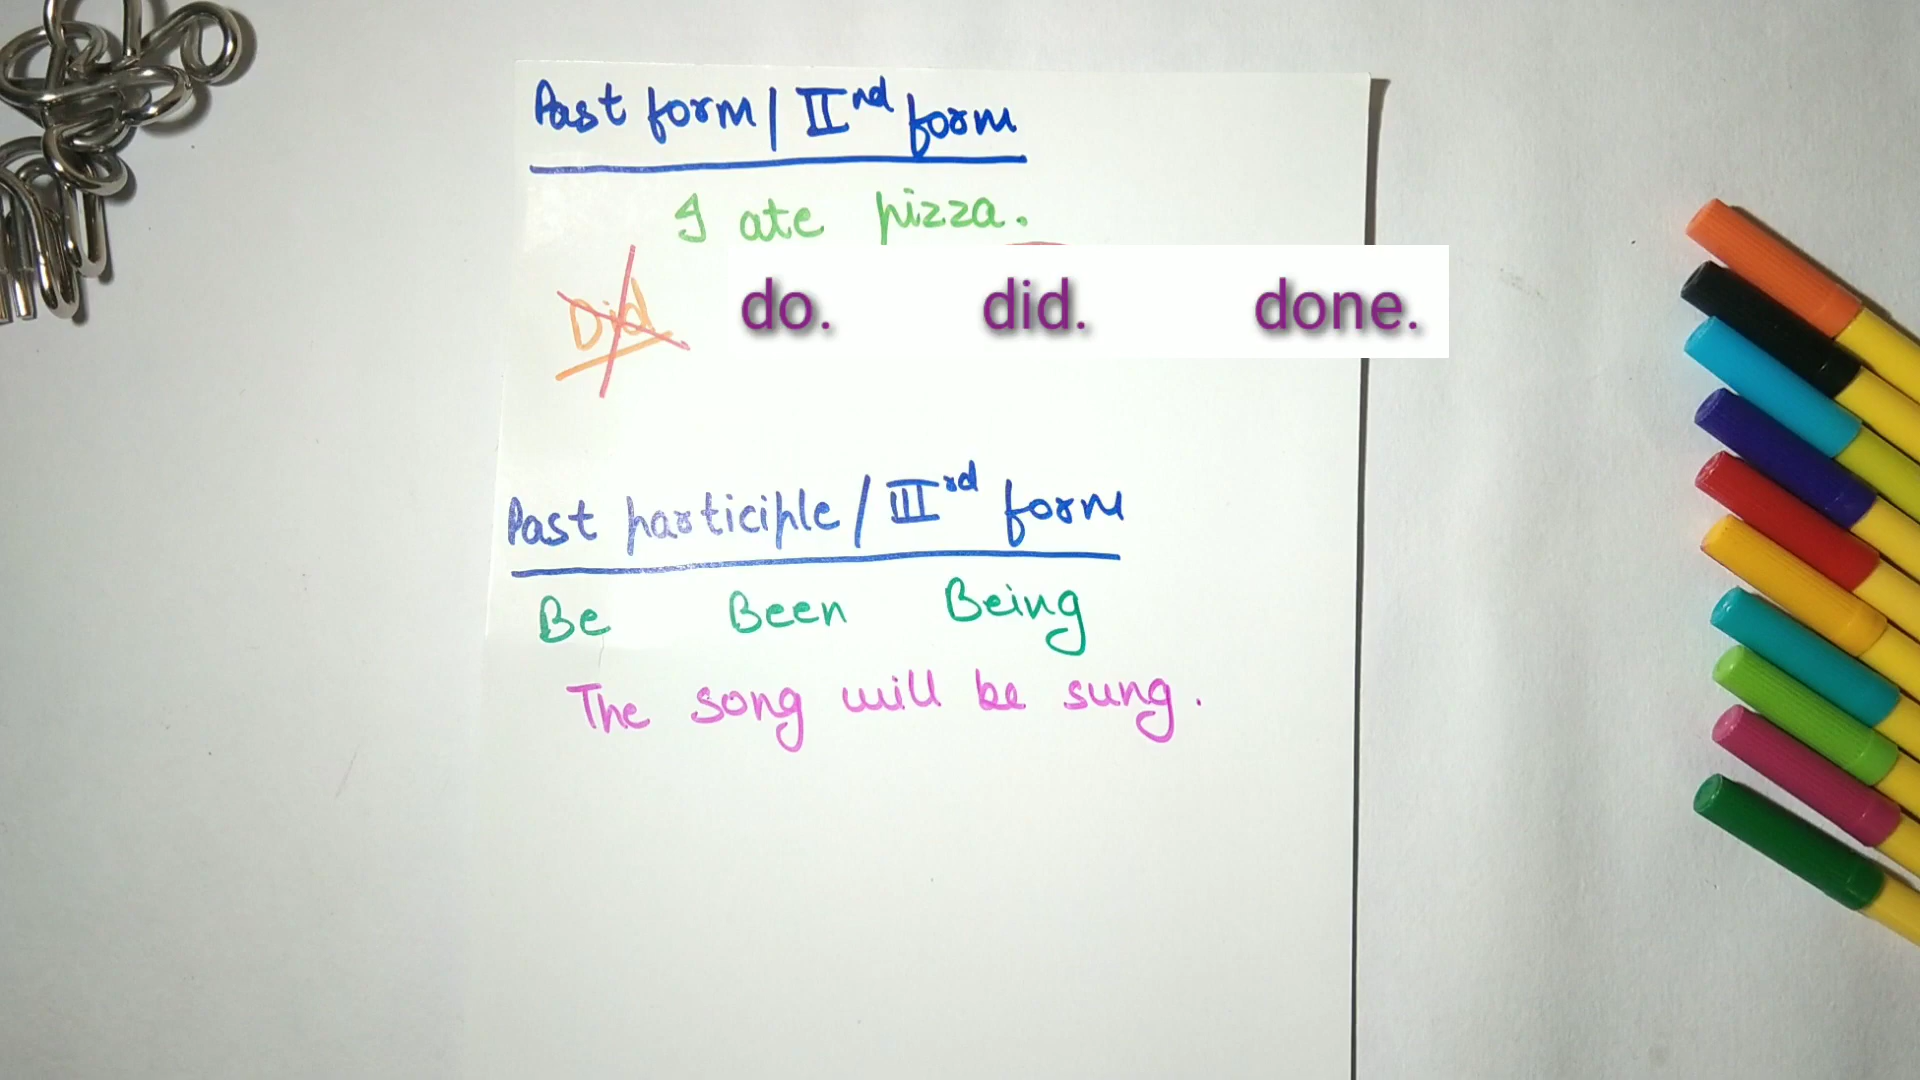 Past form / IInd form
I ate pizza.
Did do. did. done.
Past participle / IIIrd form
Be Been Being
The song will be sung.